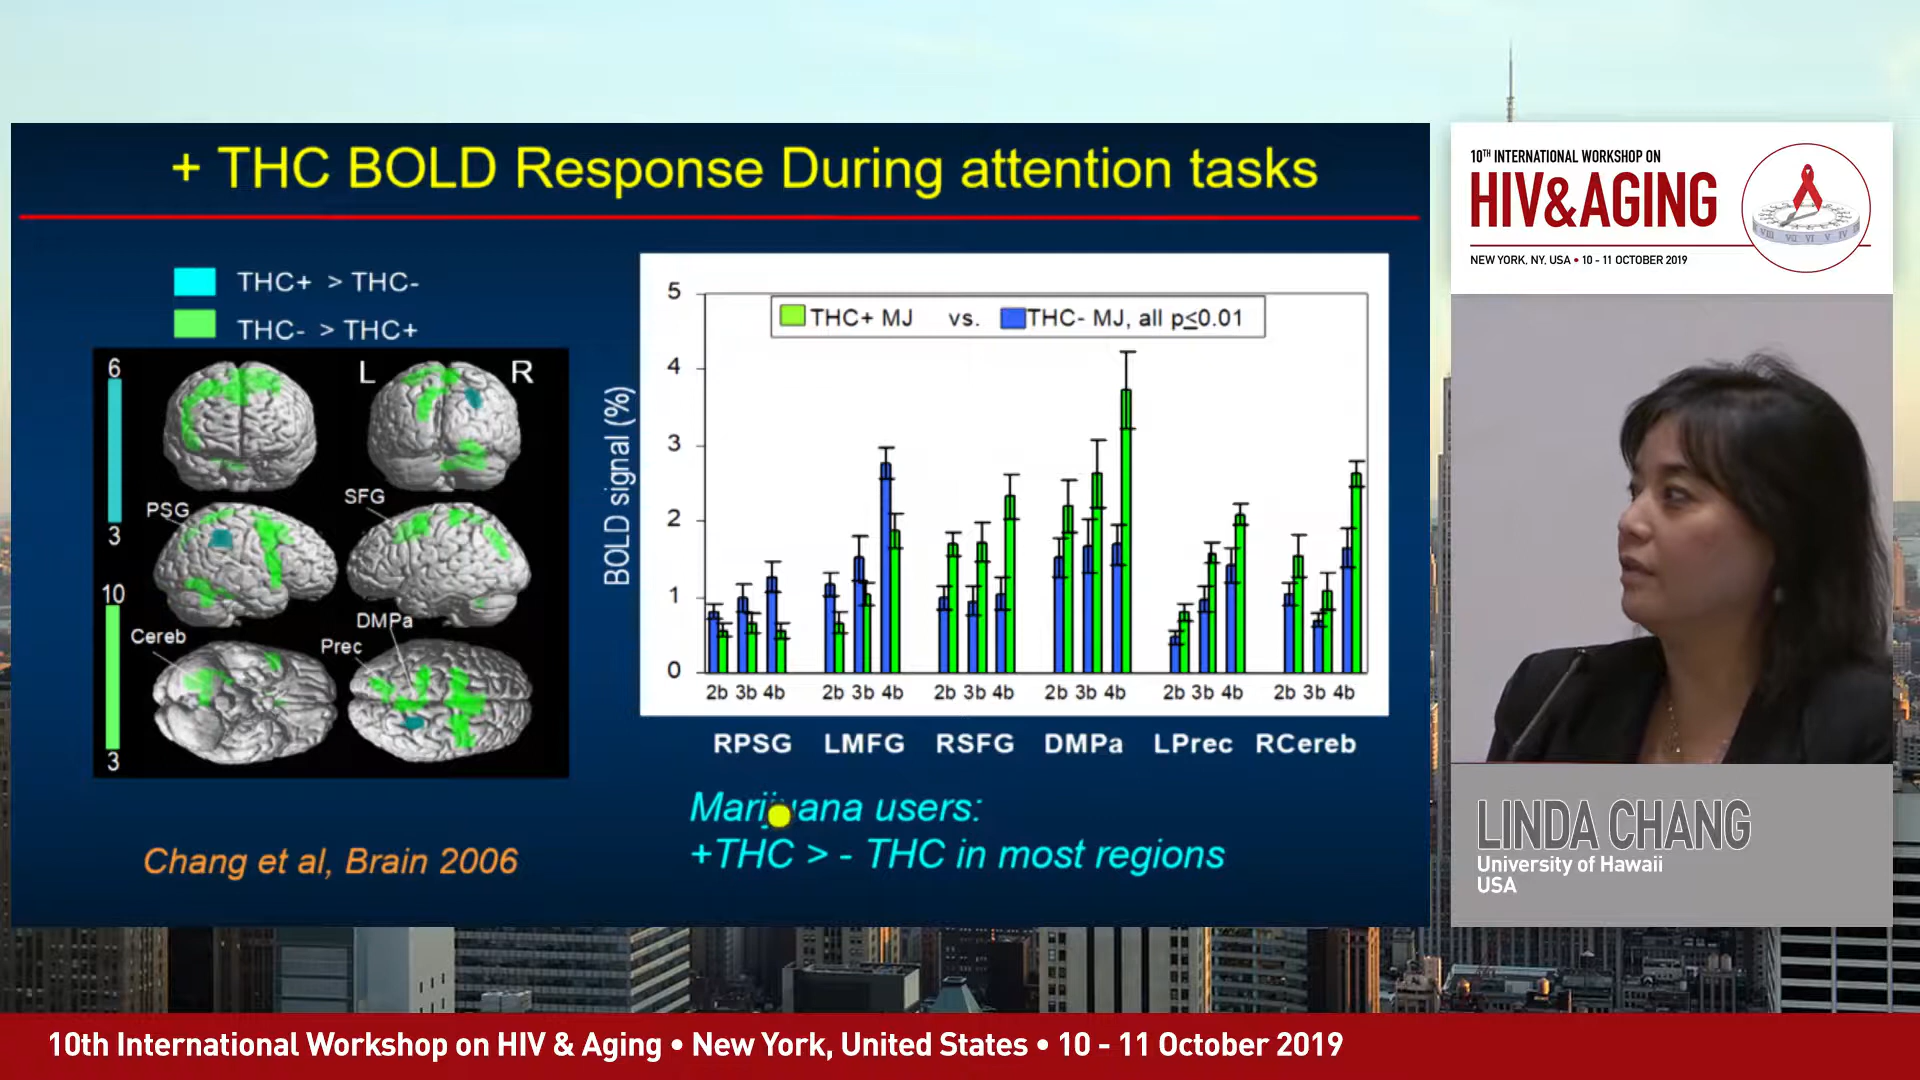 + THC BOLD Response During attention tasks
THC+ > THC-
THC- > THC+
6
3
10
3
L
R
PSG
SFG
Cereb
Prec
DMPa
Chang et al, Brain 2006
BOLD signal (%)
5
4
3
2
1
0
THC+ MJ vs. THC- MJ, all p≤0.01
2b 3b 4b 2b 3b 4b 2b 3b 4b 2b 3b 4b 2b 3b 4b 2b 3b 4b
RPSG LMFG RSFG DMPa LPrec RCereb
Marijuana users:
+THC > - THC in most regions
10TH INTERNATIONAL WORKSHOP ON
HIV&AGING
NEW YORK, NY, USA • 10 - 11 OCTOBER 2019
VIII VII VI V IV
LINDA CHANG
University of Hawaii
USA
10th International Workshop on HIV & Aging • New York, United States • 10 - 11 October 2019